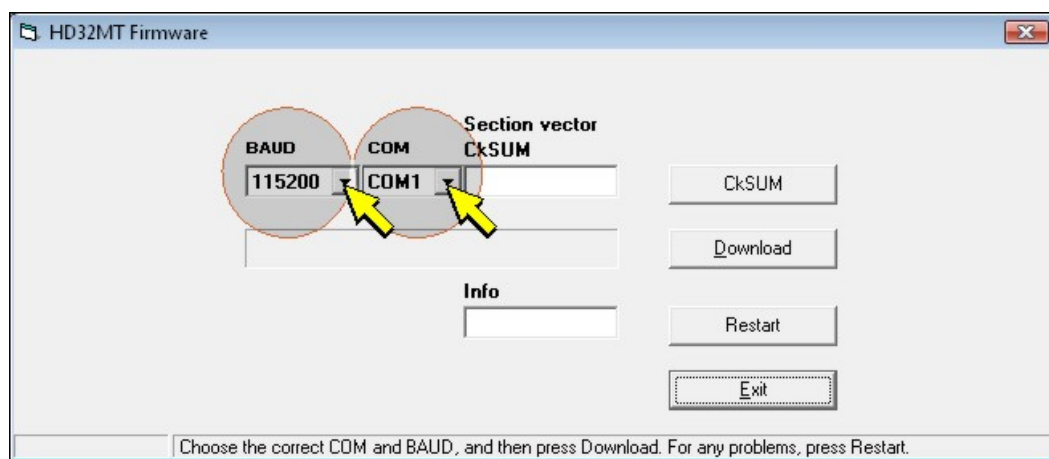 HD32MT Firmware
Section vector
BAUD COM CkSUM
115200 COM1 CkSUM
Download
Info
Restart
Exit
Choose the correct COM and BAUD, and then press Download. For any problems, press Restart.